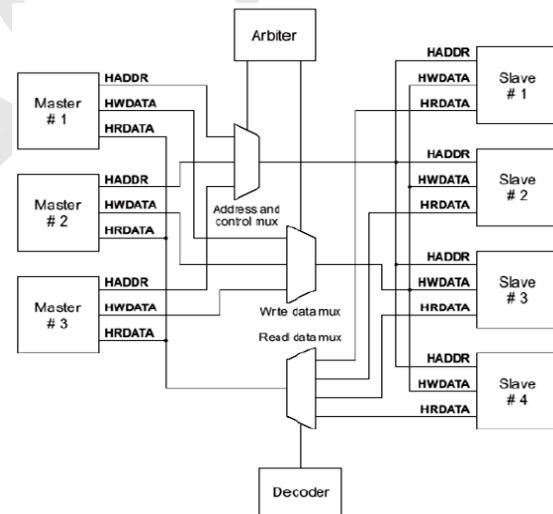 Arbiter
HADDR
HWDATA
HRDATA
Master
# 1
HADDR
HWDATA
HRDATA
Master
# 2
HADDR
HWDATA
HRDATA
Master
# 3
Address and
control mux
Write data mux
Read data mux
HADDR
HWDATA
HRDATA
Slave
# 1
HADDR
HWDATA
HRDATA
Slave
# 2
HADDR
HWDATA
HRDATA
Slave
# 3
HADDR
HWDATA
HRDATA
Slave
# 4
Decoder